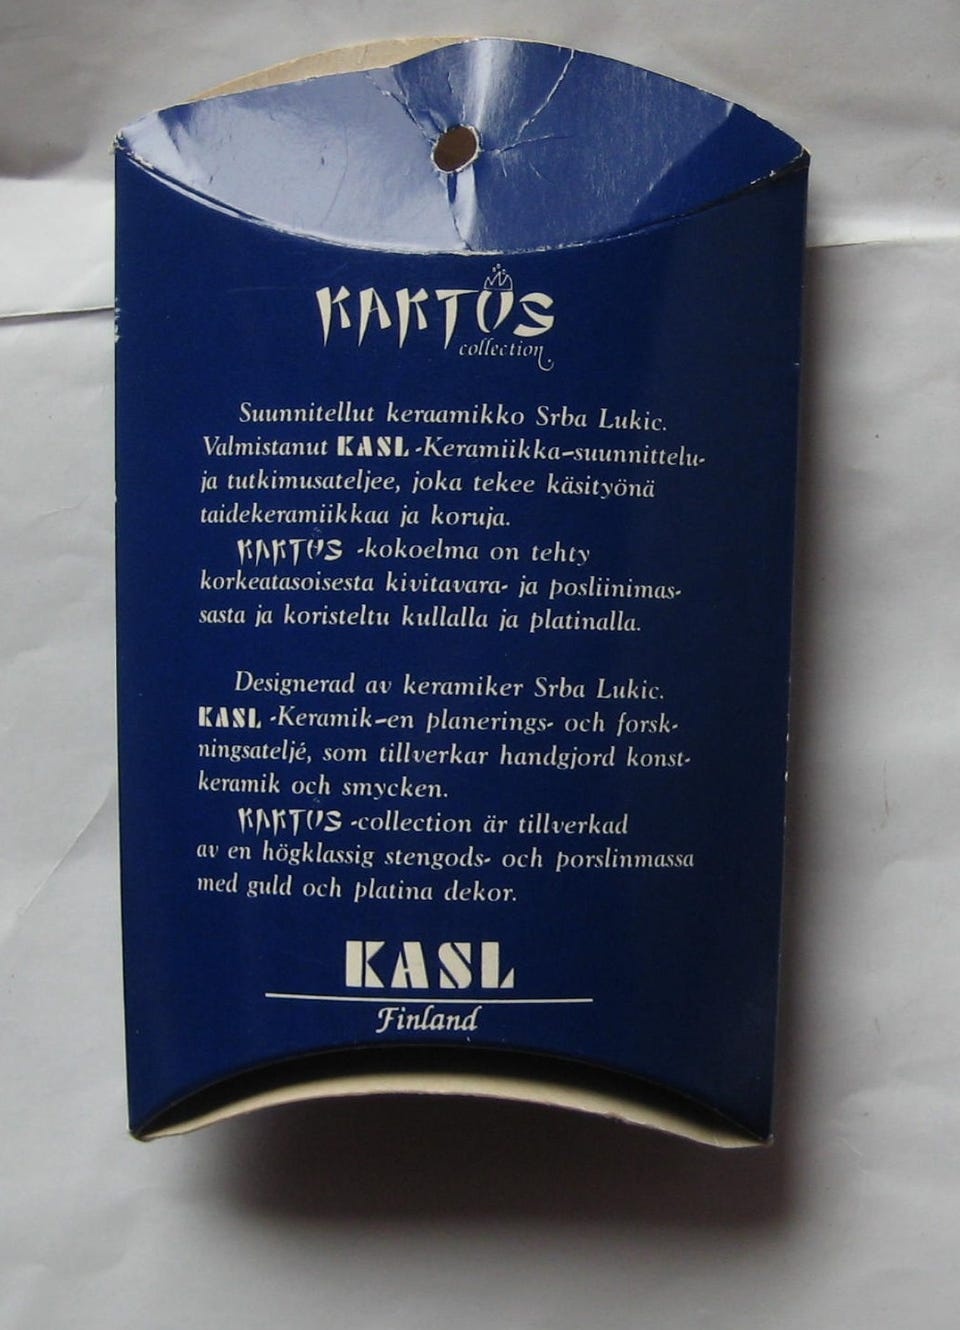 KAKTUS
collection
Suunnitellut keraamikko Srba Lukic.
Valmistanut KASL -Keramiikka-suunnittelu-
ja tutkimusateljee, joka tekee käsityönä
taidekeramiikkaa ja koruja.
KAKTUS -kokoelma on tehty
korkeatasoisesta kivitavara- ja posliinimas-
sasta ja koristeltu kullalla ja platinalla.
Designerad av keramiker Srba Lukic.
KASL -Keramik-en planerings- och forsk-
ningsateljé, som tillverkar handgjord konst-
keramik och smycken.
KAKTUS -collection är tillverkad
av en högklassig stengods- och porslinmassa
med guld och platina dekor.
KASL
Finland